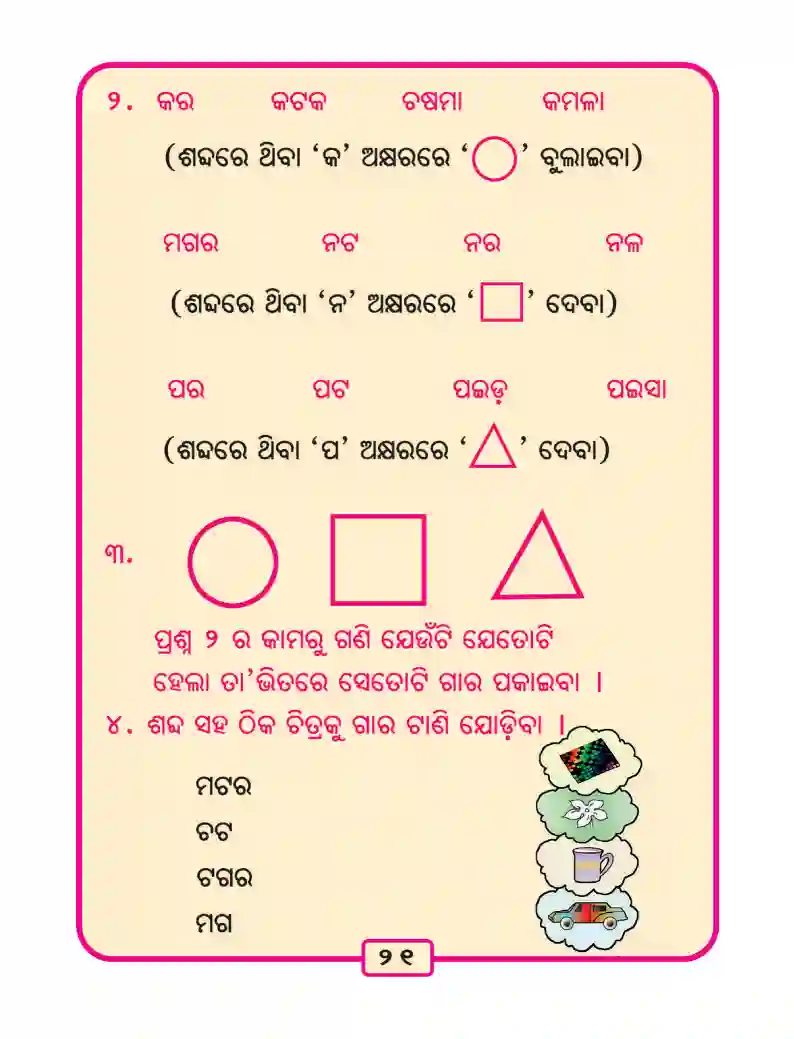 ୨. କର କଟକ ଚଷମା କମଳା
(ଶବ୍ଦରେ ଥିବା ‘କ’ ଅକ୍ଷରରେ ‘ ’ ବୁଲାଇବା)
ମଗର ନଟ ନର ନଳ
(ଶବ୍ଦରେ ଥିବା ‘ନ’ ଅକ୍ଷରରେ ‘ ’ ଦେବା)
ପର ପଟ ପଇଡ଼ ପଇସା
(ଶବ୍ଦରେ ଥିବା ‘ପ’ ଅକ୍ଷରରେ ‘ ’ ଦେବା)
୩.
ପ୍ରଶ୍ନ ୨ ର କାମରୁ ଗଣି ଯେଉଁଟି ଯେତୋଟି
ହେଲା ତା’ଭିତରେ ସେତୋଟି ଗାର ପକାଇବା ।
୪. ଶବ୍ଦ ସହ ଠିକ ଚିତ୍ରକୁ ଗାର ଟାଣି ଯୋଡ଼ିବା ।
ମଟର
ଚଟ
ଟଗର
ମଗ
୨୧